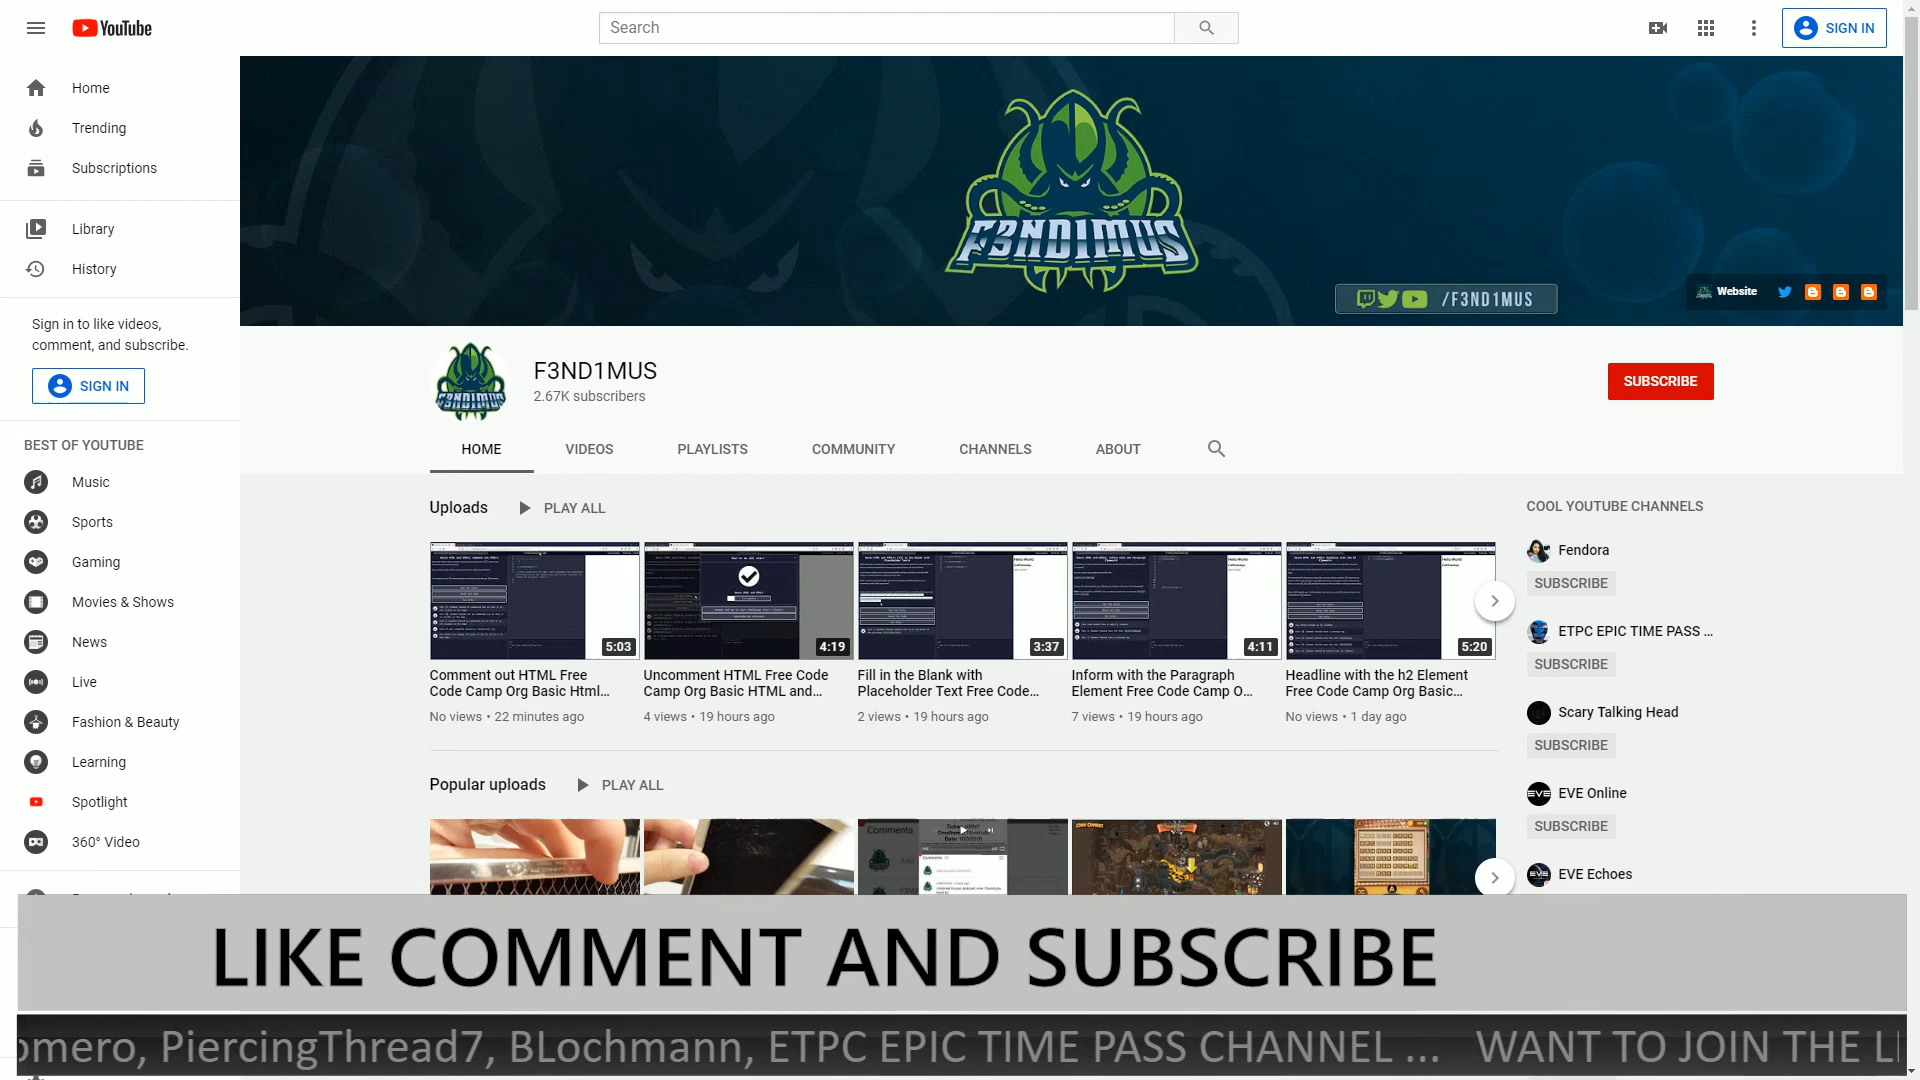 YouTube
Search
SIGN IN
Home
Trending
Subscriptions
Library
History
Sign in to like videos,
comment, and subscribe.
SIGN IN
BEST OF YOUTUBE
Music
Sports
Gaming
Movies & Shows
News
Live
Fashion & Beauty
Learning
Spotlight
360° Video
F3ND1MUS
/F3ND1MUS
Website
F3ND1MUS
2.67K subscribers
SUBSCRIBE
HOME VIDEOS PLAYLISTS COMMUNITY CHANNELS ABOUT
Uploads PLAY ALL
5:03
Comment out HTML Free
Code Camp Org Basic Html...
No views • 22 minutes ago
4:19
Uncomment HTML Free Code
Camp Org Basic HTML and...
4 views • 19 hours ago
3:37
Fill in the Blank with
Placeholder Text Free Code...
2 views • 19 hours ago
4:11
Inform with the Paragraph
Element Free Code Camp O...
7 views • 19 hours ago
5:20
Headline with the h2 Element
Free Code Camp Org Basic...
No views • 1 day ago
Popular uploads PLAY ALL
Comments
COOL YOUTUBE CHANNELS
Fendora
SUBSCRIBE
ETPC EPIC TIME PASS ...
SUBSCRIBE
Scary Talking Head
SUBSCRIBE
EVE Online
SUBSCRIBE
EVE Echoes
LIKE COMMENT AND SUBSCRIBE
omero, PiercingThread7, BLochmann, ETPC EPIC TIME PASS CHANNEL ... WANT TO JOIN THE LI